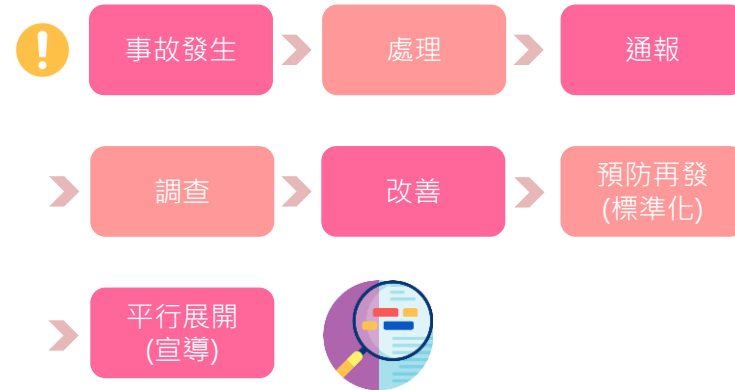 事故發生
處理
通報
調查
改善
預防再發
(標準化)
平行展開
(宣導)